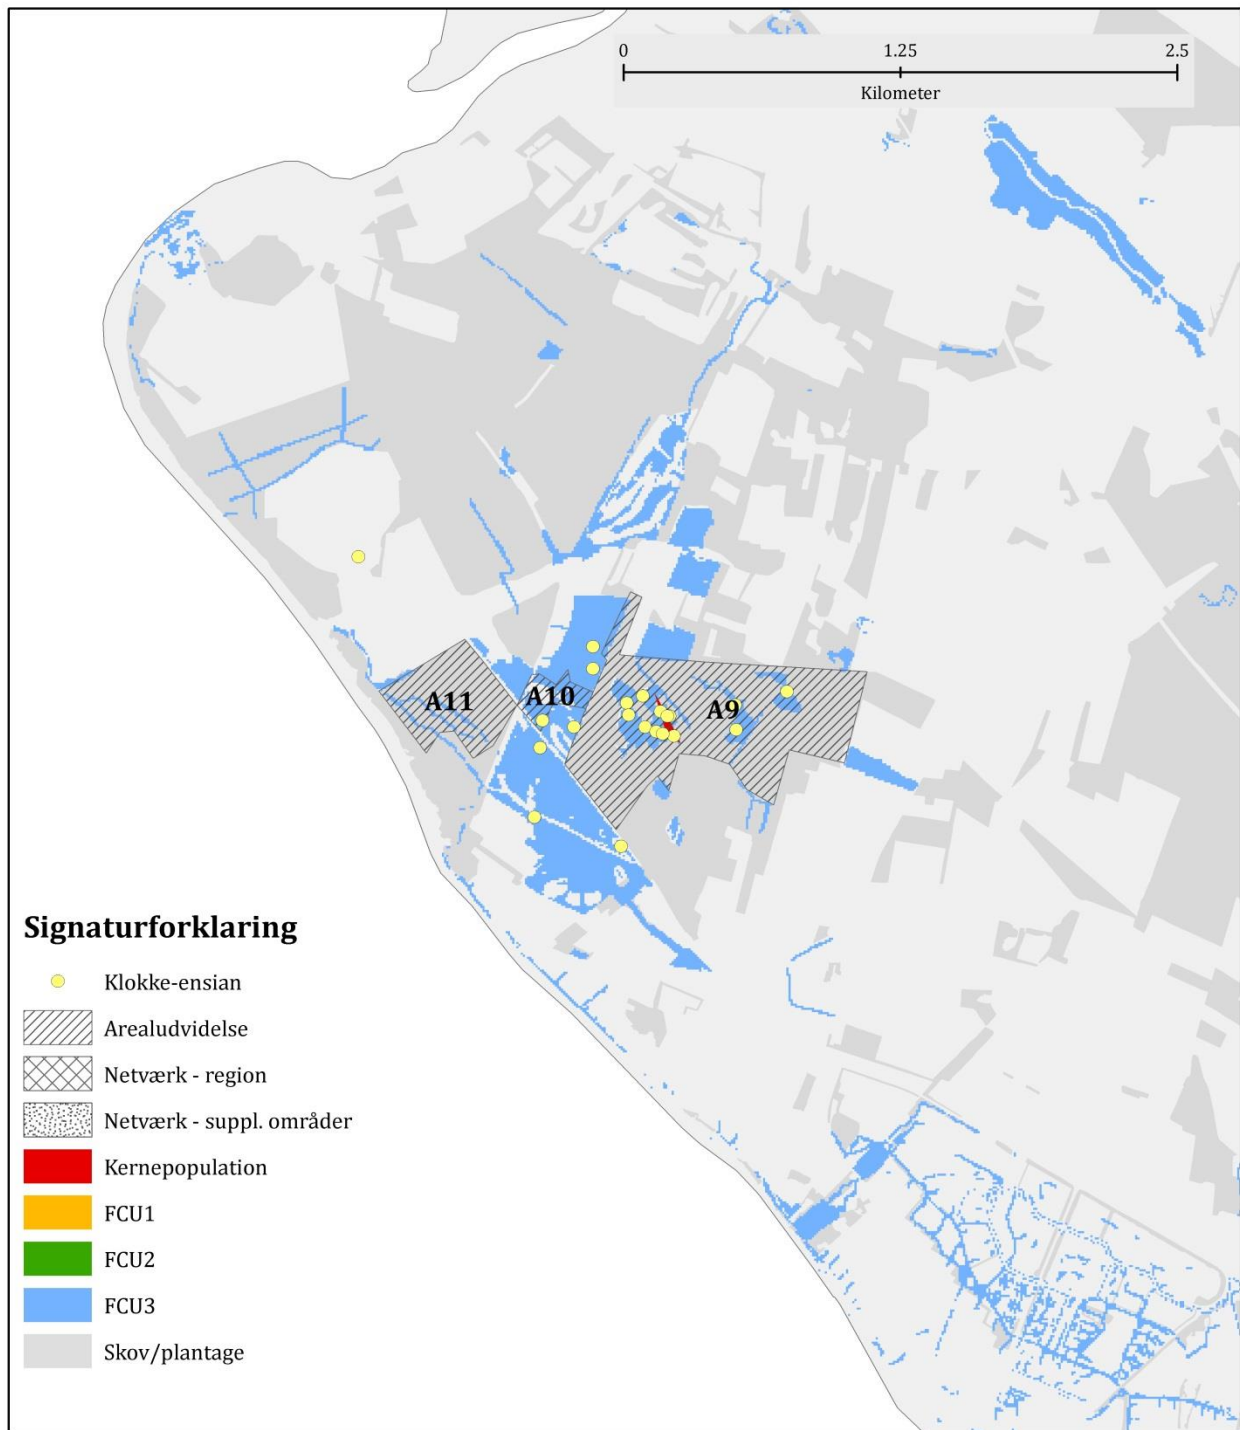 0 1.25 2.5
Kilometer
A11
A10
A9
Signaturforklaring
Klokke-ensian
Arealudvidelse
Netværk - region
Netværk - suppl. områder
Kernepopulation
FCU1
FCU2
FCU3
Skov/plantage